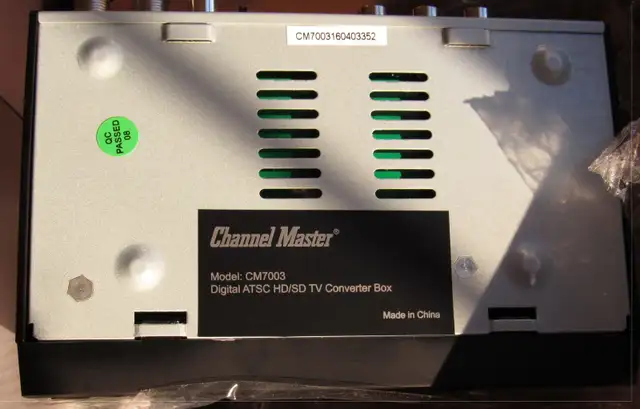 CM7003160403352
QC
PASSED
08
Channel Master®
Model: CM7003
Digital ATSC HD/SD TV Converter Box
Made in China